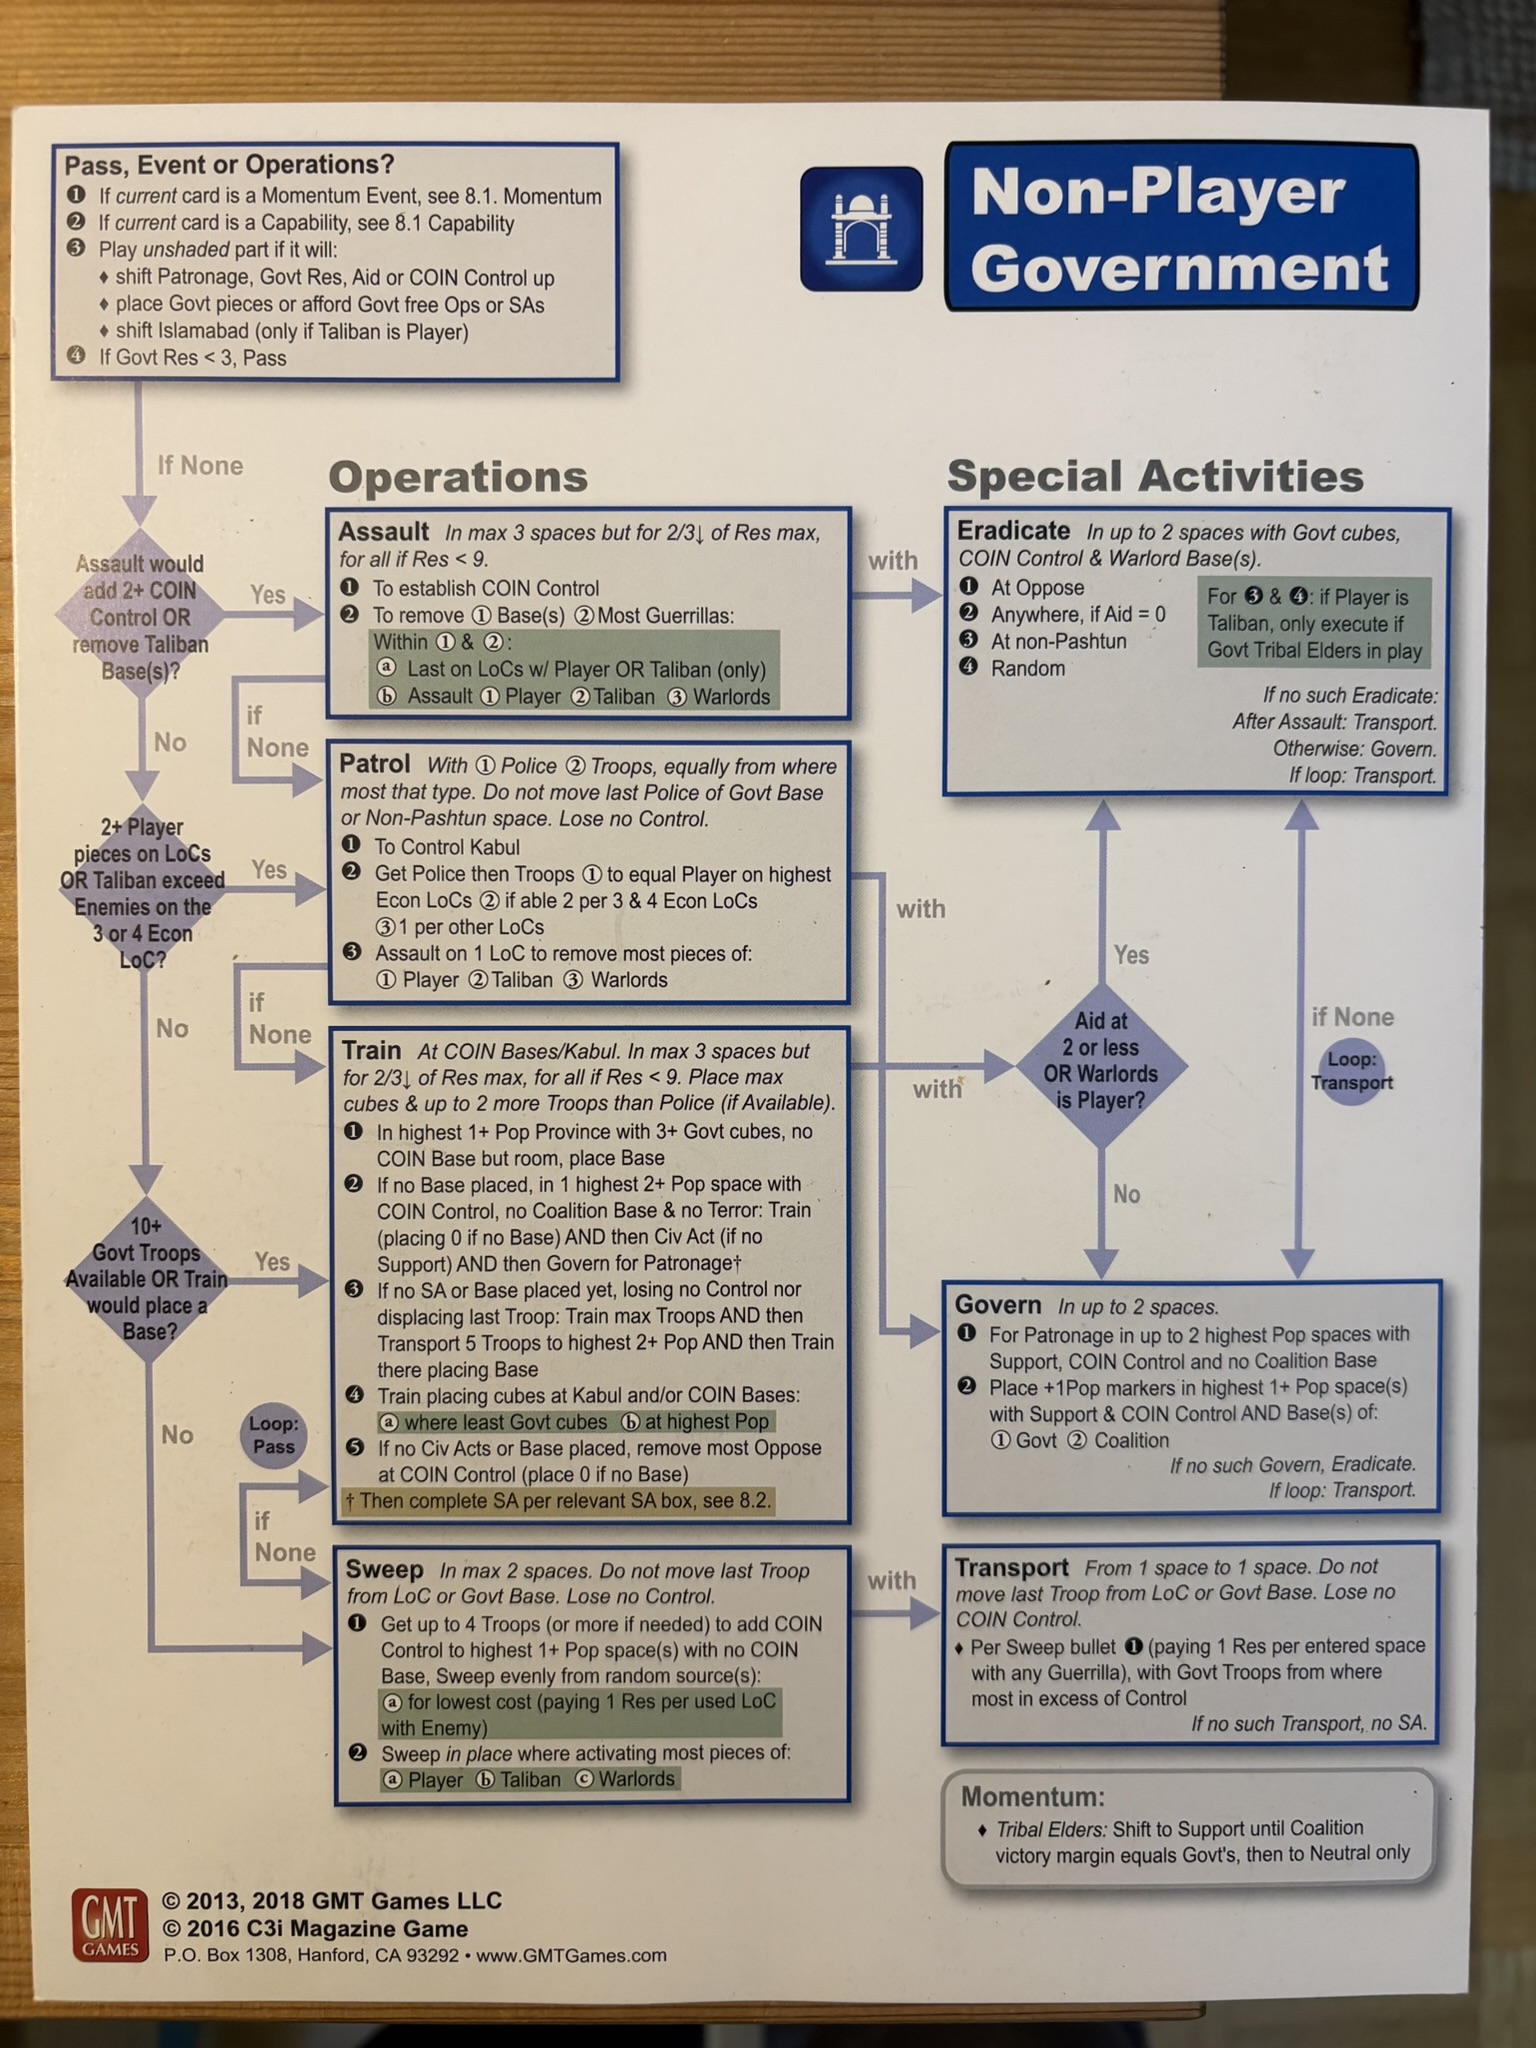 Pass, Event or Operations?
❶ If current card is a Momentum Event, see 8.1. Momentum
❷ If current card is a Capability, see 8.1 Capability
❸ Play unshaded part if it will:
♦ shift Patronage, Govt Res, Aid or COIN Control up
♦ place Govt pieces or afford Govt free Ops or SAs
♦ shift Islamabad (only if Taliban is Player)
❹ If Govt Res < 3, Pass
Non-Player
Government
If None
Assault would
add 2+ COIN
Control OR
remove Taliban
Base(s)?
Yes
No
2+ Player
pieces on LoCs
OR Taliban exceed
Enemies on the
3 or 4 Econ
LoC?
Yes
No
10+
Govt Troops
Available OR Train
would place a
Base?
Yes
No
Operations
Assault In max 3 spaces but for 2/3↓ of Res max,
for all if Res < 9.
❶ To establish COIN Control
❷ To remove ① Base(s) ② Most Guerrillas:
Within ① & ②:
ⓐ Last on LoCs w/ Player OR Taliban (only)
ⓑ Assault ① Player ② Taliban ③ Warlords
with
if
None
Patrol With ① Police ② Troops, equally from where
most that type. Do not move last Police of Govt Base
or Non-Pashtun space. Lose no Control.
❶ To Control Kabul
❷ Get Police then Troops ① to equal Player on highest
Econ LoCs ② if able 2 per 3 & 4 Econ LoCs
③ 1 per other LoCs
❸ Assault on 1 LoC to remove most pieces of:
① Player ② Taliban ③ Warlords
with
if
None
Train At COIN Bases/Kabul. In max 3 spaces but
for 2/3↓ of Res max, for all if Res < 9. Place max
cubes & up to 2 more Troops than Police (if Available).
❶ In highest 1+ Pop Province with 3+ Govt cubes, no
COIN Base but room, place Base
❷ If no Base placed, in 1 highest 2+ Pop space with
COIN Control, no Coalition Base & no Terror: Train
(placing 0 if no Base) AND then Civ Act (if no
Support) AND then Govern for Patronage†
❸ If no SA or Base placed yet, losing no Control nor
displacing last Troop: Train max Troops AND then
Transport 5 Troops to highest 2+ Pop AND then Train
there placing Base
❹ Train placing cubes at Kabul and/or COIN Bases:
ⓐ where least Govt cubes ⓑ at highest Pop
❺ If no Civ Acts or Base placed, remove most Oppose
at COIN Control (place 0 if no Base)
† Then complete SA per relevant SA box, see 8.2.
with
Loop:
Pass
if
None
Sweep In max 2 spaces. Do not move last Troop
from LoC or Govt Base. Lose no Control.
❶ Get up to 4 Troops (or more if needed) to add COIN
Control to highest 1+ Pop space(s) with no COIN
Base, Sweep evenly from random source(s):
ⓐ for lowest cost (paying 1 Res per used LoC
with Enemy)
❷ Sweep in place where activating most pieces of:
ⓐ Player ⓑ Taliban ⓒ Warlords
with
Special Activities
Eradicate In up to 2 spaces with Govt cubes,
COIN Control & Warlord Base(s).
❶ At Oppose
❷ Anywhere, if Aid = 0
❸ At non-Pashtun
❹ Random
For ❸ & ❹: if Player is
Taliban, only execute if
Govt Tribal Elders in play
If no such Eradicate:
After Assault: Transport.
Otherwise: Govern.
If loop: Transport.
Yes
Aid at
2 or less
OR Warlords
is Player?
No
if None
Loop:
Transport
Govern In up to 2 spaces.
❶ For Patronage in up to 2 highest Pop spaces with
Support, COIN Control and no Coalition Base
❷ Place +1Pop markers in highest 1+ Pop space(s)
with Support & COIN Control AND Base(s) of:
① Govt ② Coalition
If no such Govern, Eradicate.
If loop: Transport.
Transport From 1 space to 1 space. Do not
move last Troop from LoC or Govt Base. Lose no
COIN Control.
♦ Per Sweep bullet ❶ (paying 1 Res per entered space
with any Guerrilla), with Govt Troops from where
most in excess of Control
If no such Transport, no SA.
Momentum:
♦ Tribal Elders: Shift to Support until Coalition
victory margin equals Govt's, then to Neutral only
GMT
GAMES
© 2013, 2018 GMT Games LLC
© 2016 C3i Magazine Game
P.O. Box 1308, Hanford, CA 93292 • www.GMTGames.com